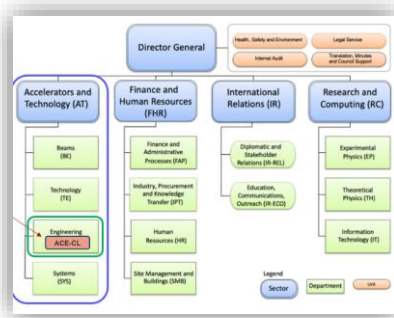 Director General
Health, Safety and Environment
Legal Service
Internal Audit
Translation, Minutes
and Council Support
Accelerators and
Technology (AT)
Beams
(BE)
Technology
(TE)
Engineering
ACE-CL
Systems
(SYS)
Finance and
Human Resources
(FHR)
Finance and
Administrative
Processes (FAP)
Industry, Procurement
and Knowledge
Transfer (IPT)
Human
Resources (HR)
Site Management and
Buildings (SMB)
International
Relations (IR)
Diplomatic and
Stakeholder
Relations (IR-REL)
Education,
Communications,
Outreach (IR-ECO)
Research and
Computing (RC)
Experimental
Physics (EP)
Theoretical
Physics (TH)
Information
Technology (IT)
Legend
Sector
Department
Unit